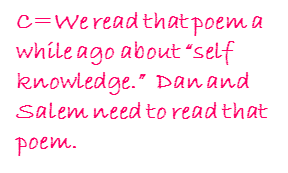 C=We read that poem a
while ago about “self
knowledge.” Dan and
Salem need to read that
poem.